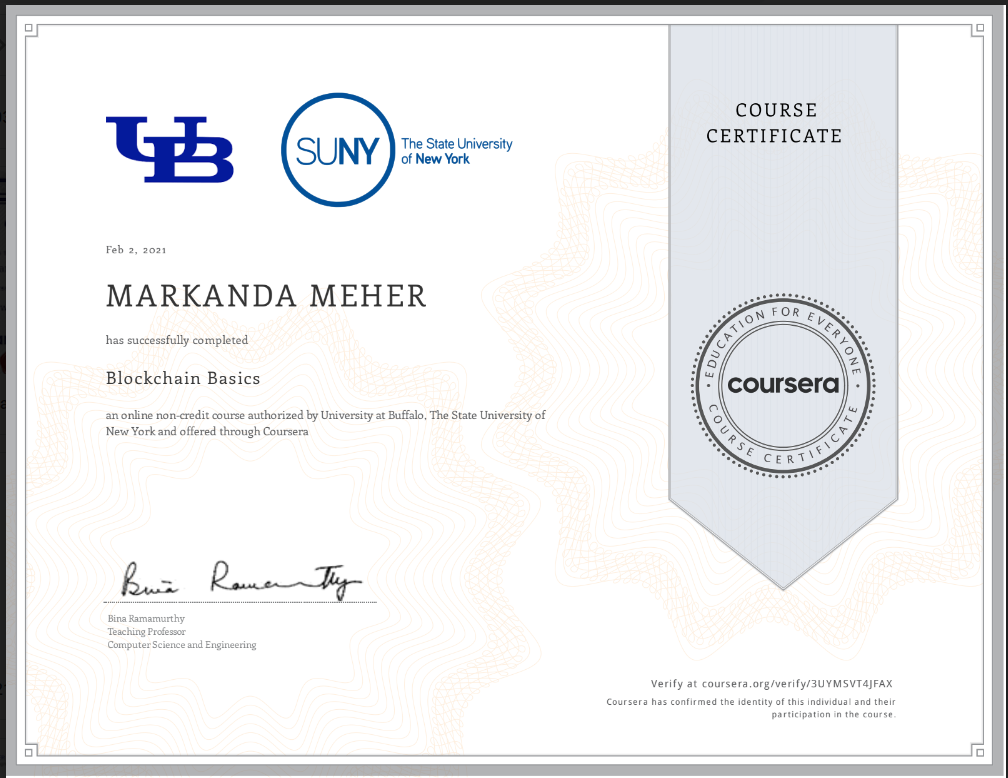 UB
SUNY
The State University
of New York
COURSE
CERTIFICATE
Feb 2, 2021
MARKANDA MEHER
has successfully completed
Blockchain Basics
an online non-credit course authorized by University at Buffalo, The State University of
New York and offered through Coursera
EDUCATION FOR EVERYONE
coursera
COURSE CERTIFICATE
Bina Ramamurthy
Bina Ramamurthy
Teaching Professor
Computer Science and Engineering
Verify at coursera.org/verify/3UYMSVT4JFAX
Coursera has confirmed the identity of this individual and their
participation in the course.